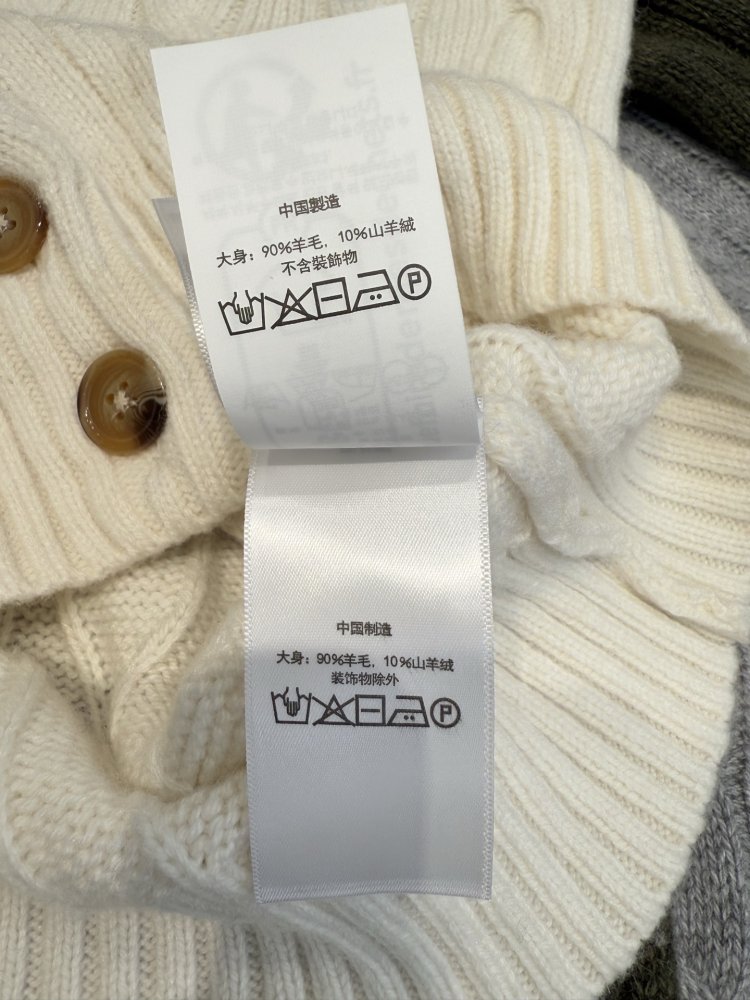 中国製造
大身：90%羊毛，10%山羊絨
不含裝飾物
P
中国制造
大身：90%羊毛，10%山羊绒
装饰物除外
P